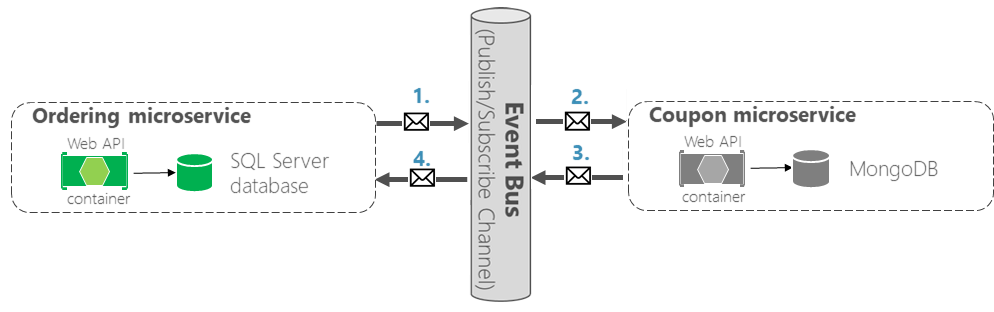 Ordering microservice
Web API
container
SQL Server
database
1.
4.
Event Bus
(Publish/Subscribe Channel)
2.
3.
Coupon microservice
Web API
container
MongoDB